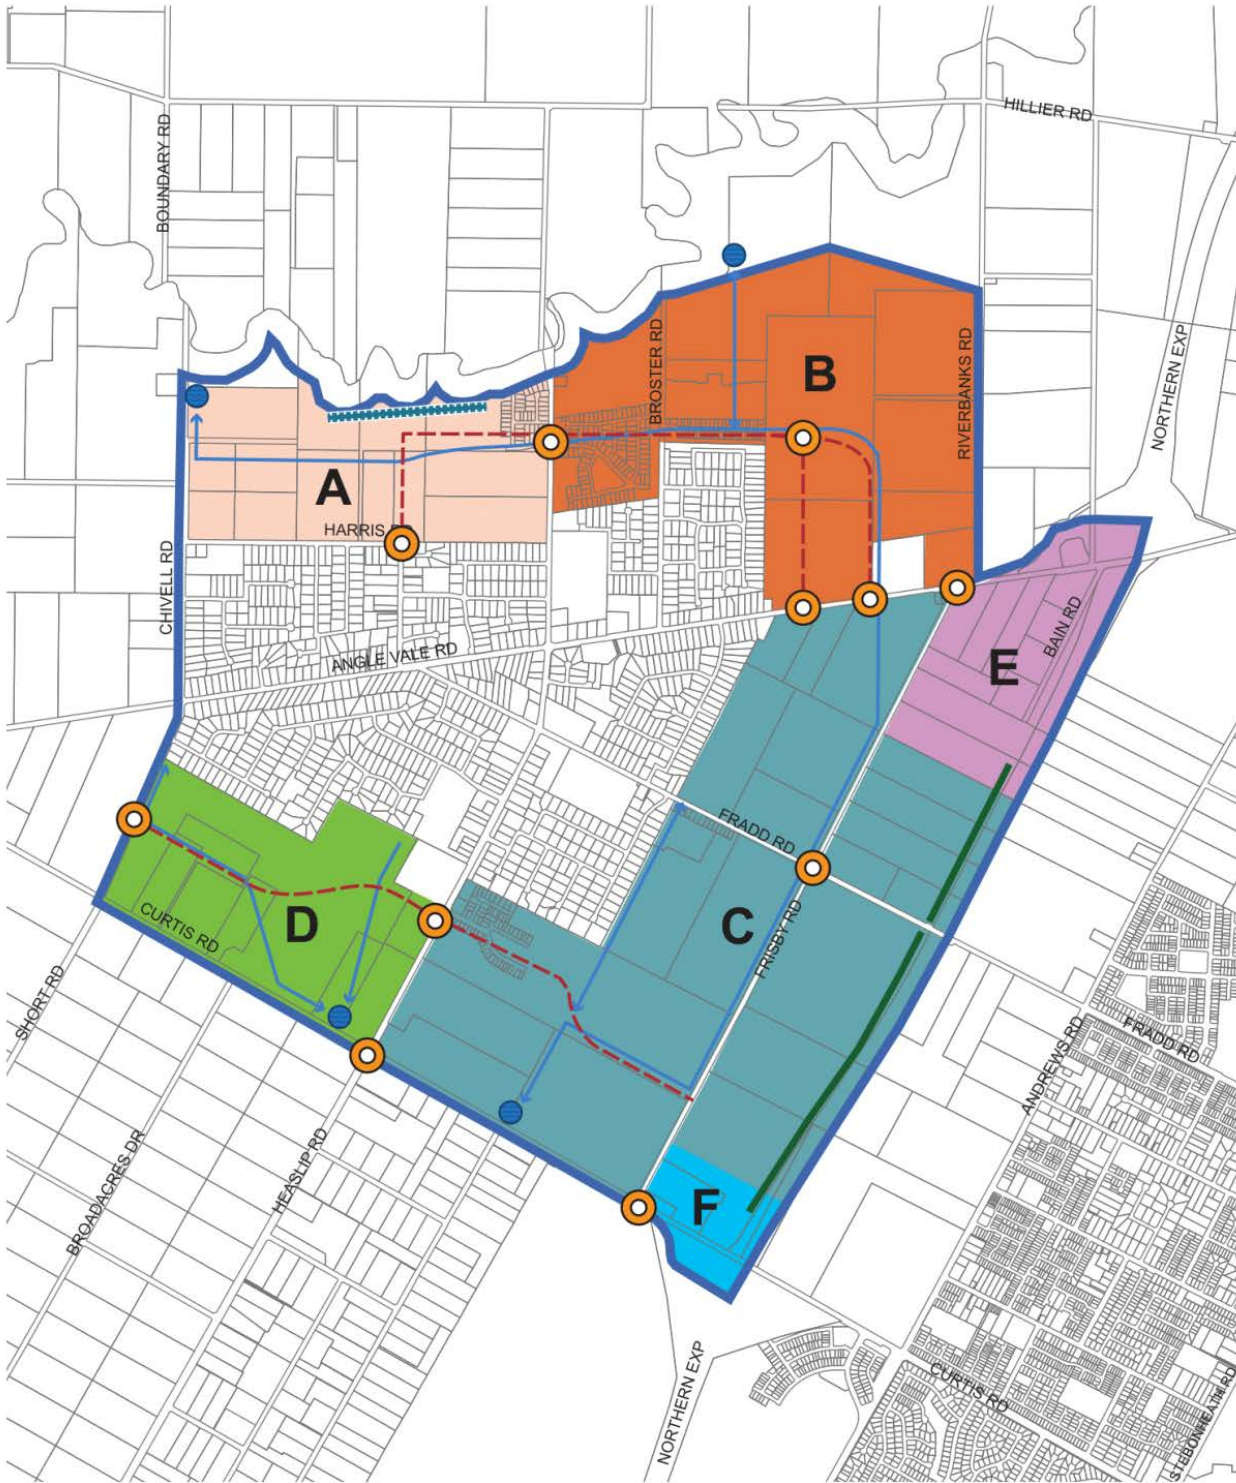 HILLIER RD
BOUNDARY RD
NORTHERN EXP
BROSTER RD
RIVERBANKS RD
B
A
HARRIS R
CHIVELL RD
ANGLE VALE RD
BAIN RD
E
FRADD RD
CURTIS RD
D
C
FRISBY RD
SHORT RD
ANDREWS RD
FRADD RD
BROADACRES DR
HEASLIP RD
F
NORTHERN EXP
CURTIS RD
STEBONHEATH RD